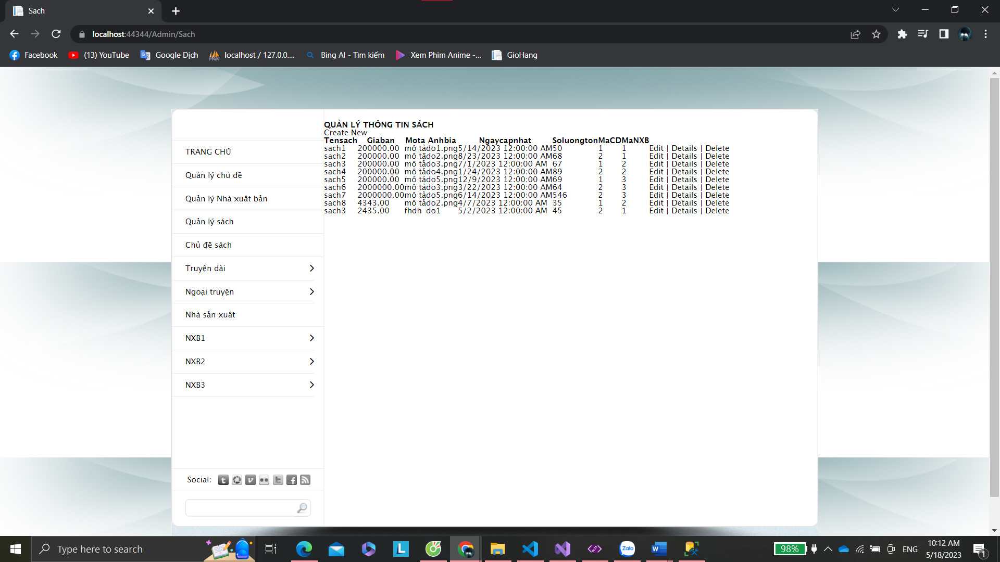 Sach
localhost:44344/Admin/Sach
Facebook
(13) YouTube
Google Dịch
localhost / 127.0.0....
Bing AI - Tìm kiếm
Xem Phim Anime -...
GioHang
TRANG CHỦ
Quản lý chủ đề
Quản lý Nhà xuất bản
Quản lý sách
Chủ đề sách
Truyện dài
Ngoại truyện
Nhà sản xuất
NXB1
NXB2
NXB3
Social:
QUẢN LÝ THÔNG TIN SÁCH
Create New
Tensach Giaban Mota Anhbia Ngaycapnhat Soluongton MaCD MaNXB
sach1 200000.00 mô tả do1.png 5/14/2023 12:00:00 AM 50 1 1 Edit | Details | Delete
sach2 200000.00 mô tã do2.png 8/23/2023 12:00:00 AM 68 2 1 Edit | Details | Delete
sach3 200000.00 mô tả do3.png 7/1/2023 12:00:00 AM 67 1 2 Edit | Details | Delete
sach4 200000.00 mô tả do4.png 1/24/2023 12:00:00 AM 89 2 2 Edit | Details | Delete
sach5 200000.00 mô tả do5.png 12/9/2023 12:00:00 AM 69 1 3 Edit | Details | Delete
sach6 2000000.00 mô tả do3.png 3/22/2023 12:00:00 AM 64 2 3 Edit | Details | Delete
sach7 2000000.00 mô tả do5.png 6/14/2023 12:00:00 AM 546 2 3 Edit | Details | Delete
sach8 4343.00 mô tả do2.png 4/7/2023 12:00:00 AM 35 1 2 Edit | Details | Delete
sach3 2435.00 fhdh do1 5/2/2023 12:00:00 AM 45 2 1 Edit | Details | Delete
Type here to search
Zalo
98%
ENG
10:12 AM
5/18/2023
1